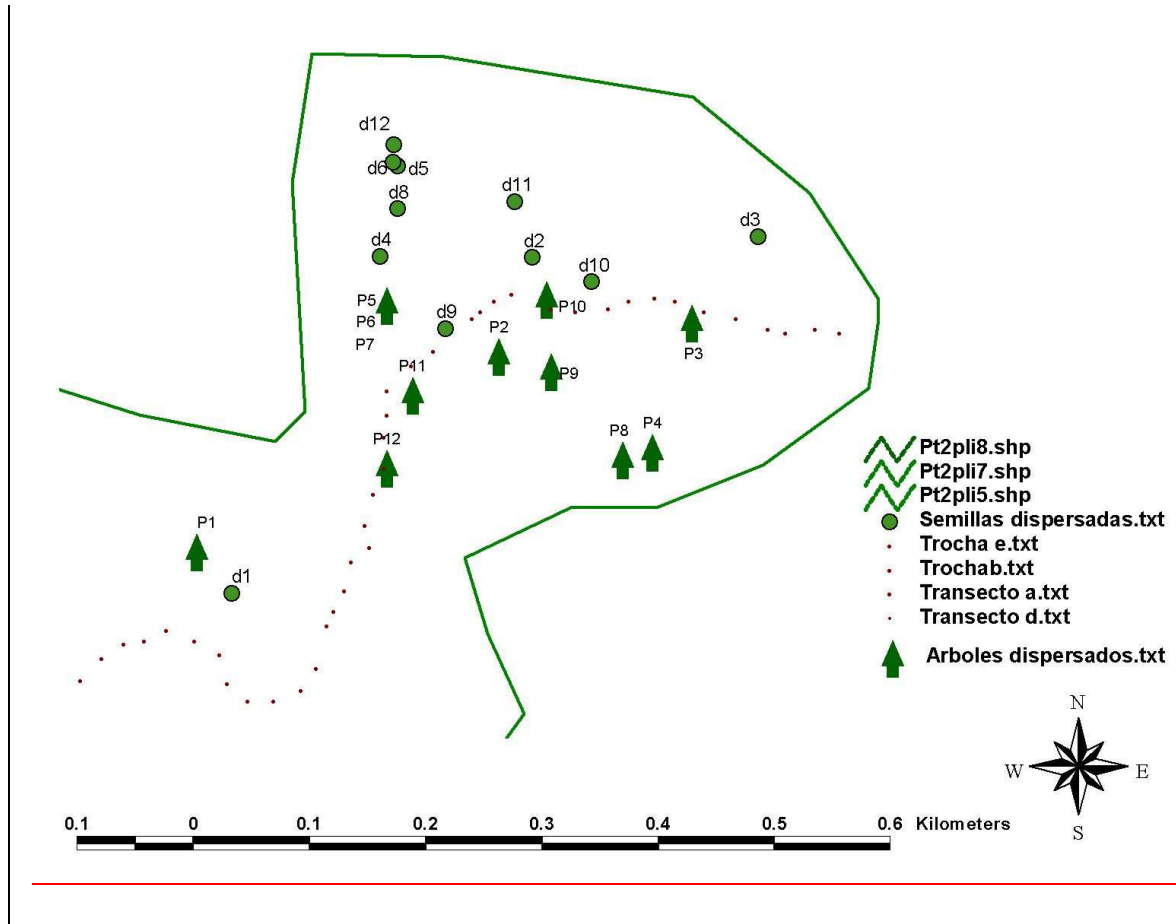 d12
d6 d5
d8
d11
d3
d4
d2
d10
P5
P6
P7
d9
P10
P2
P3
P11
P9
P12
P8
P4
P1
d1
Pt2pli8.shp
Pt2pli7.shp
Pt2pli5.shp
Semillas dispersadas.txt
Trocha e.txt
Trochab.txt
Transecto a.txt
Transecto d.txt
Arboles dispersados.txt
N
W E
S
0.1 0 0.1 0.2 0.3 0.4 0.5 0.6 Kilometers